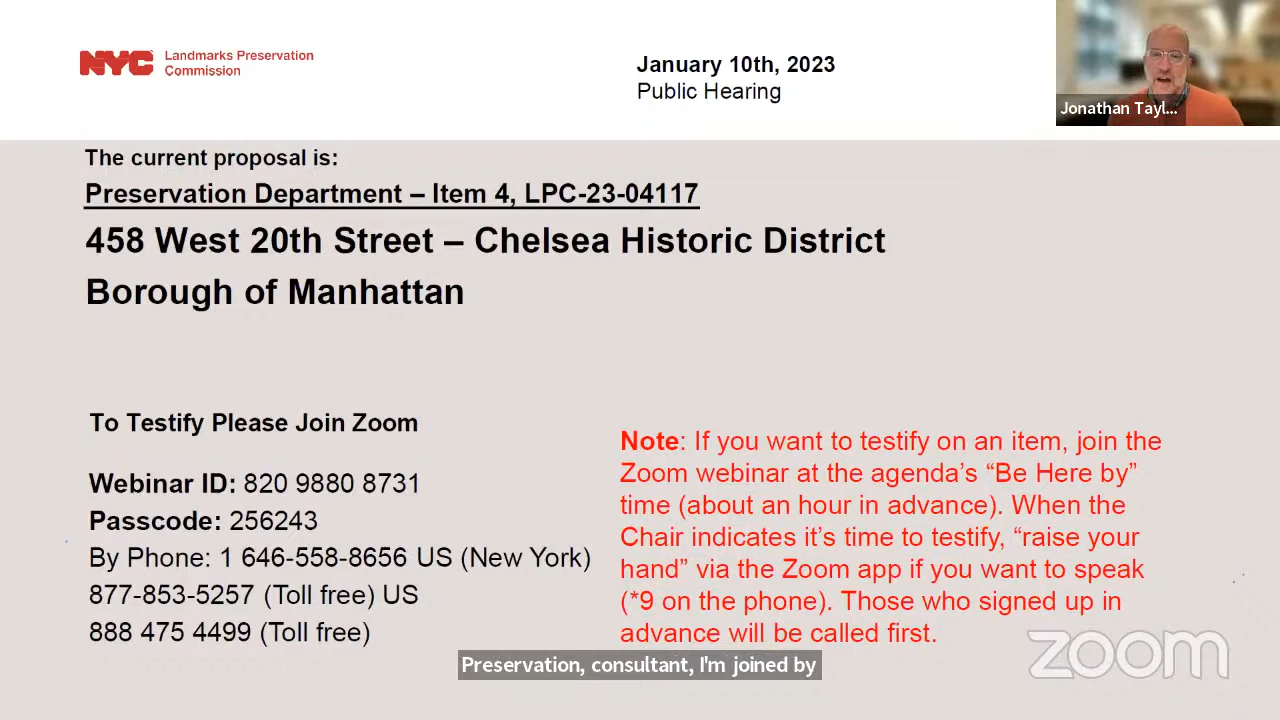 NYC Landmarks Preservation
Commission
January 10th, 2023
Public Hearing
Jonathan Tayl...
The current proposal is:
Preservation Department – Item 4, LPC-23-04117
458 West 20th Street – Chelsea Historic District
Borough of Manhattan
To Testify Please Join Zoom
Webinar ID: 820 9880 8731
Passcode: 256243
By Phone: 1 646-558-8656 US (New York)
877-853-5257 (Toll free) US
888 475 4499 (Toll free)
Note: If you want to testify on an item, join the
Zoom webinar at the agenda’s “Be Here by”
time (about an hour in advance). When the
Chair indicates it’s time to testify, “raise your
hand” via the Zoom app if you want to speak
(*9 on the phone). Those who signed up in
advance will be called first.
zoom
Preservation, consultant, I'm joined by